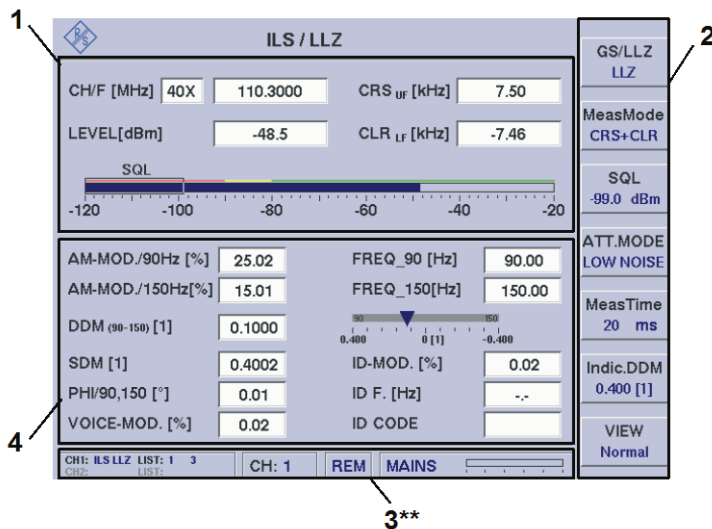 1
R&S
ILS / LLZ
CH/F [MHz] 40X 110.3000 CRS UF [kHz] 7.50
LEVEL[dBm] -48.5 CLR LF [kHz] -7.46
SQL
-120 -100 -80 -60 -40 -20
AM-MOD./90Hz [%] 25.02 FREQ_90 [Hz] 90.00
AM-MOD./150Hz[%] 15.01 FREQ_150[Hz] 150.00
90 150
DDM (90-150) [1] 0.1000
0.400 0 [1] -0.400
SDM [1] 0.4002 ID-MOD. [%] 0.02
PHI/90,150 [°] 0.01 ID F. [Hz] -.-
VOICE-MOD. [%] 0.02 ID CODE
4
CH1: ILS LLZ LIST: 1 3
CH2: LIST:
CH: 1 REM MAINS
3**
2
GS/LLZ
LLZ
MeasMode
CRS+CLR
SQL
-99.0 dBm
ATT.MODE
LOW NOISE
MeasTime
20 ms
Indic.DDM
0.400 [1]
VIEW
Normal